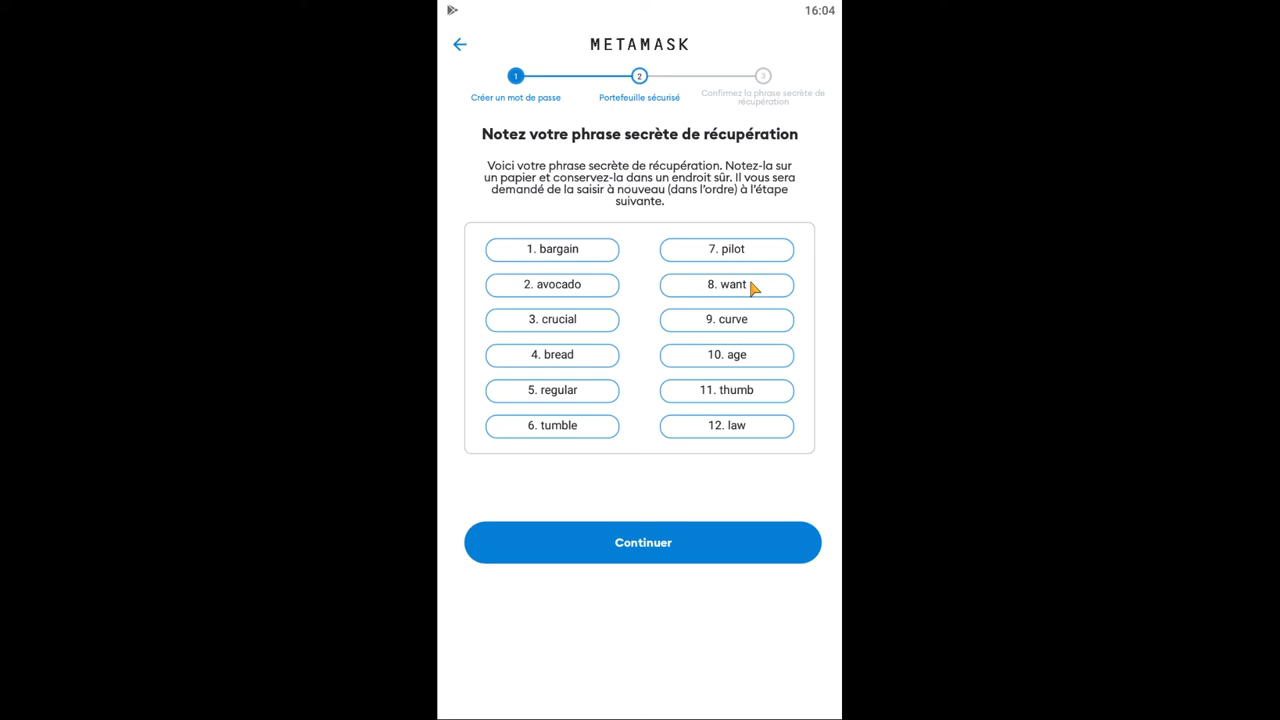 16:04
METAMASK
1 2 3
Créer un mot de passe Portefeuille sécurisé Confirmez la phrase secrète de
récupération
Notez votre phrase secrète de récupération
Voici votre phrase secrète de récupération. Notez-la sur
un papier et conservez-la dans un endroit sûr. Il vous sera
demandé de la saisir à nouveau (dans l'ordre) à l'étape
suivante.
1. bargain
2. avocado
3. crucial
4. bread
5. regular
6. tumble
7. pilot
8. want
9. curve
10. age
11. thumb
12. law
Continuer